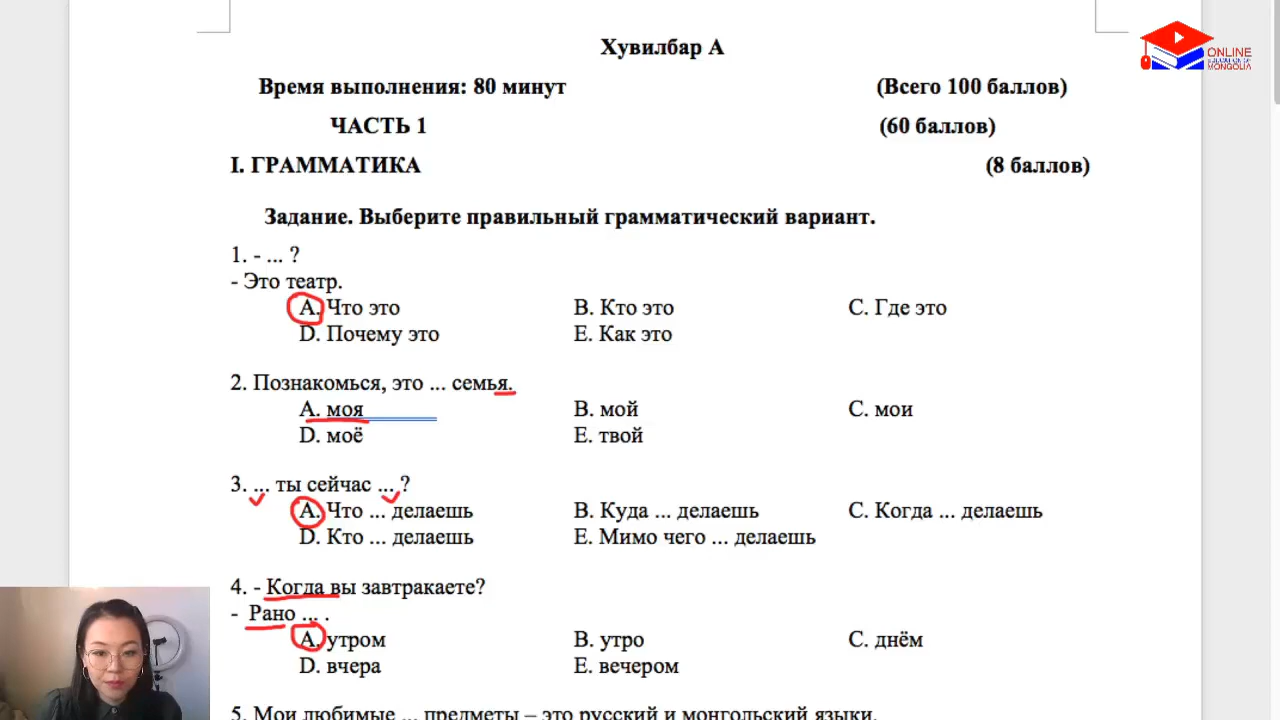 Хувилбар А
ONLINE
EDUCATION OF
MONGOLIA
Время выполнения: 80 минут (Всего 100 баллов)
ЧАСТЬ 1 (60 баллов)
I. ГРАММАТИКА (8 баллов)
Задание. Выберите правильный грамматический вариант.
1. - ... ?
- Это театр.
A. Что это B. Кто это C. Где это
D. Почему это E. Как это
2. Познакомься, это ... семья.
A. моя B. мой C. мои
D. моё E. твой
3. ... ты сейчас ... ?
A. Что ... делаешь B. Куда ... делаешь C. Когда ... делаешь
D. Кто ... делаешь E. Мимо чего ... делаешь
4. - Когда вы завтракаете?
- Рано ... .
A. утром B. утро C. днём
D. вчера E. вечером
5. Мои любимые ... предметы – это русский и монгольский языки.